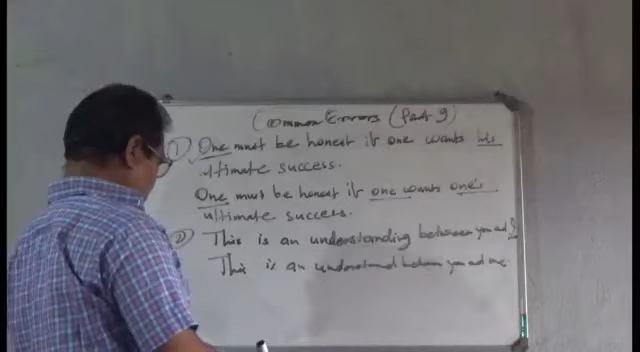 Common Errors (Part 9)
1) One must be honest if one wants his
ultimate success.
One must be honest if one wants one's
ultimate success.
2) This is an understanding between you and I
This is an understand between you and me.